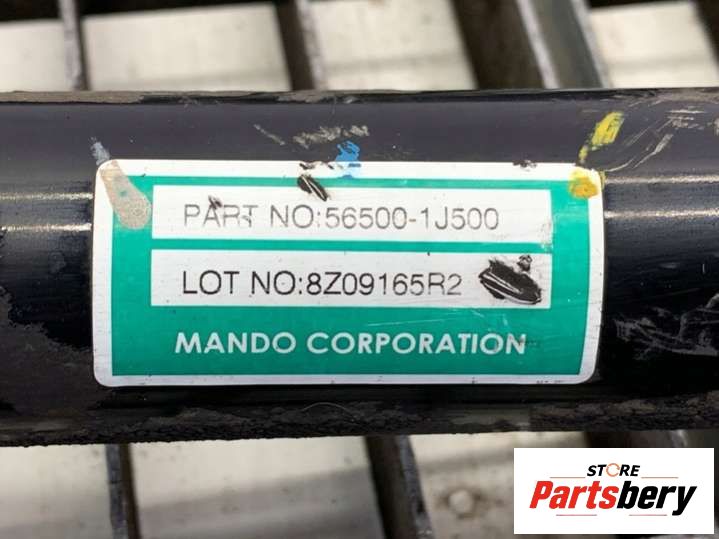 PART NO:56500-1J500
LOT NO:8Z09165R2
MANDO CORPORATION
STORE
Partsbery